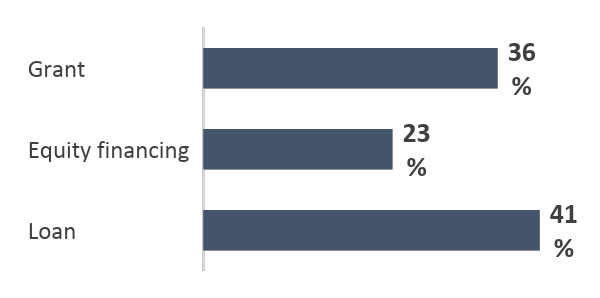 Grant
36
%
Equity financing
23
%
Loan
41
%